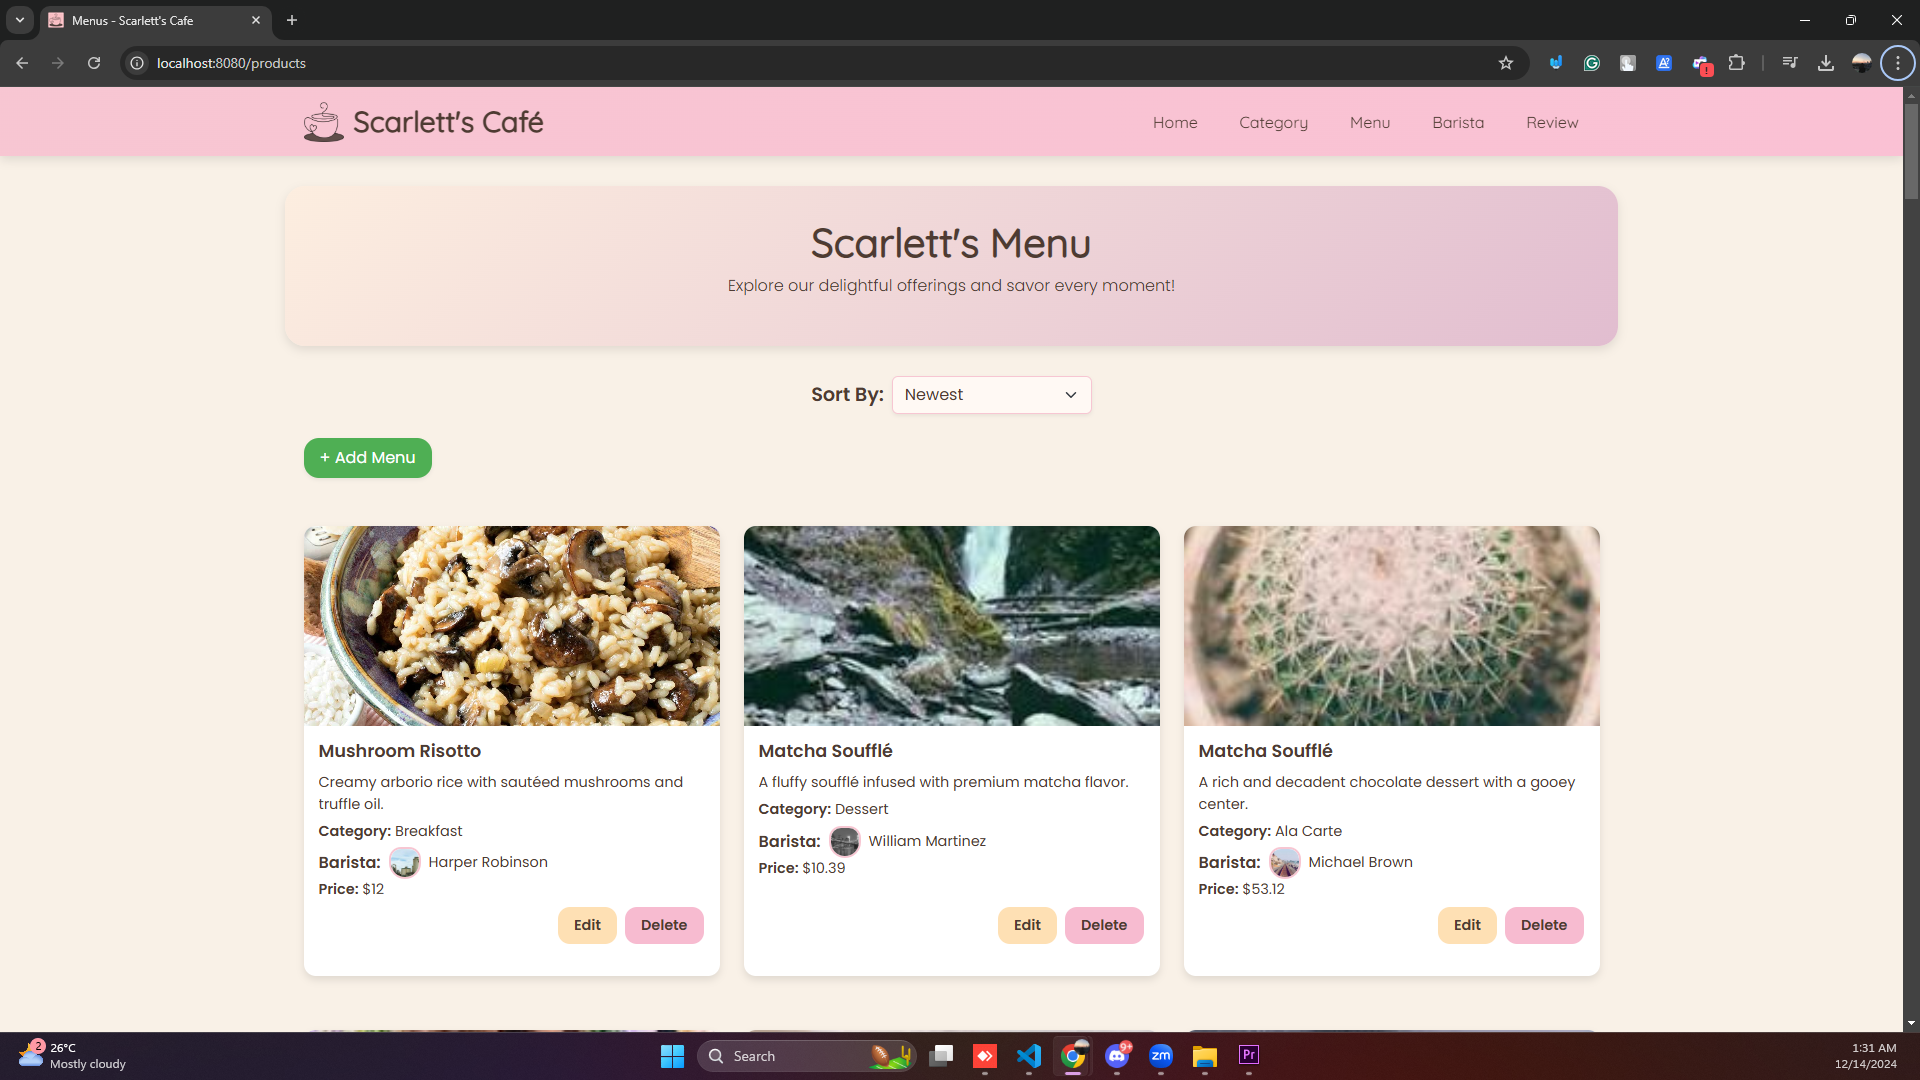 Menus - Scarlett's Cafe
localhost:8080/products
Scarlett's Café
Home
Category
Menu
Barista
Review
Scarlett's Menu
Explore our delightful offerings and savor every moment!
Sort By:
Newest
+ Add Menu
Mushroom Risotto
Creamy arborio rice with sautéed mushrooms and
truffle oil.
Category: Breakfast
Barista: Harper Robinson
Price: $12
Edit
Delete
Matcha Soufflé
A fluffy soufflé infused with premium matcha flavor.
Category: Dessert
Barista: William Martinez
Price: $10.39
Edit
Delete
Matcha Soufflé
A rich and decadent chocolate dessert with a gooey
center.
Category: Ala Carte
Barista: Michael Brown
Price: $53.12
Edit
Delete
2
26°C
Mostly cloudy
Search
9+
zm
Pr
1:31 AM
12/14/2024